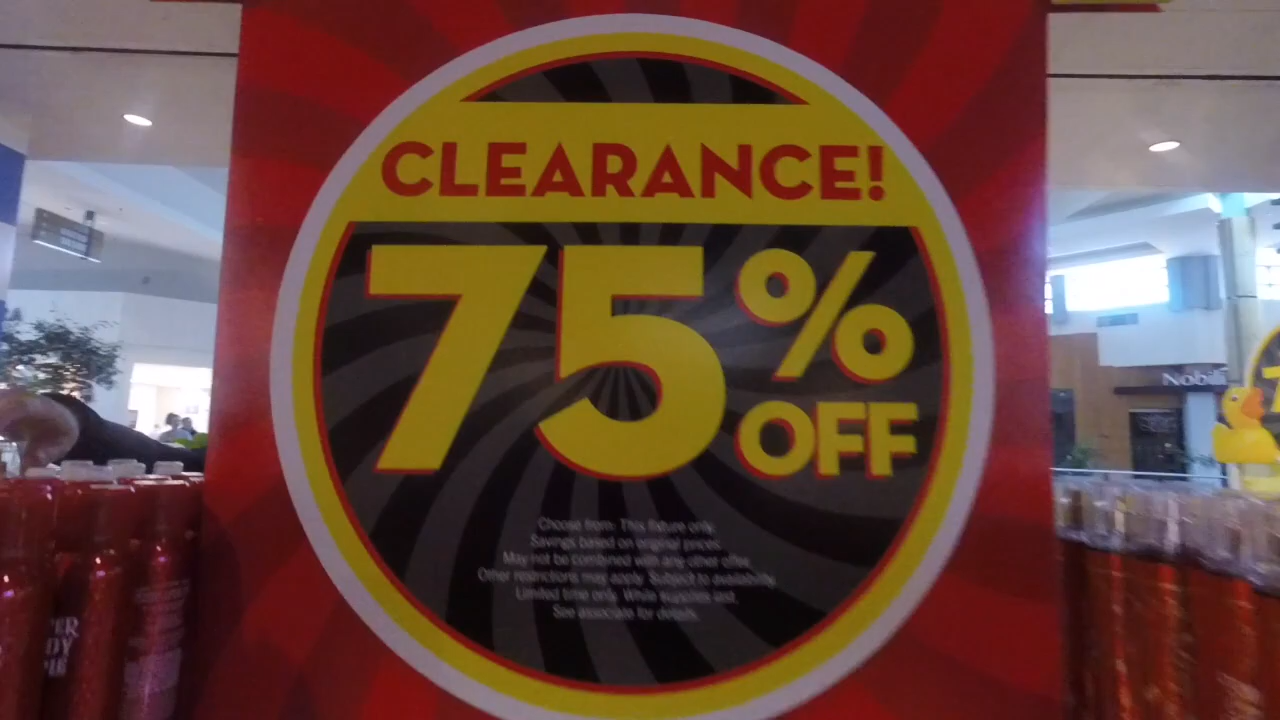 CLEARANCE!
75%
OFF
Choose from: This fixture only.
Savings based on original prices.
May not be combined with any other offer.
Other restrictions may apply. Subject to availability.
Limited time only. While supplies last.
See associate for details.